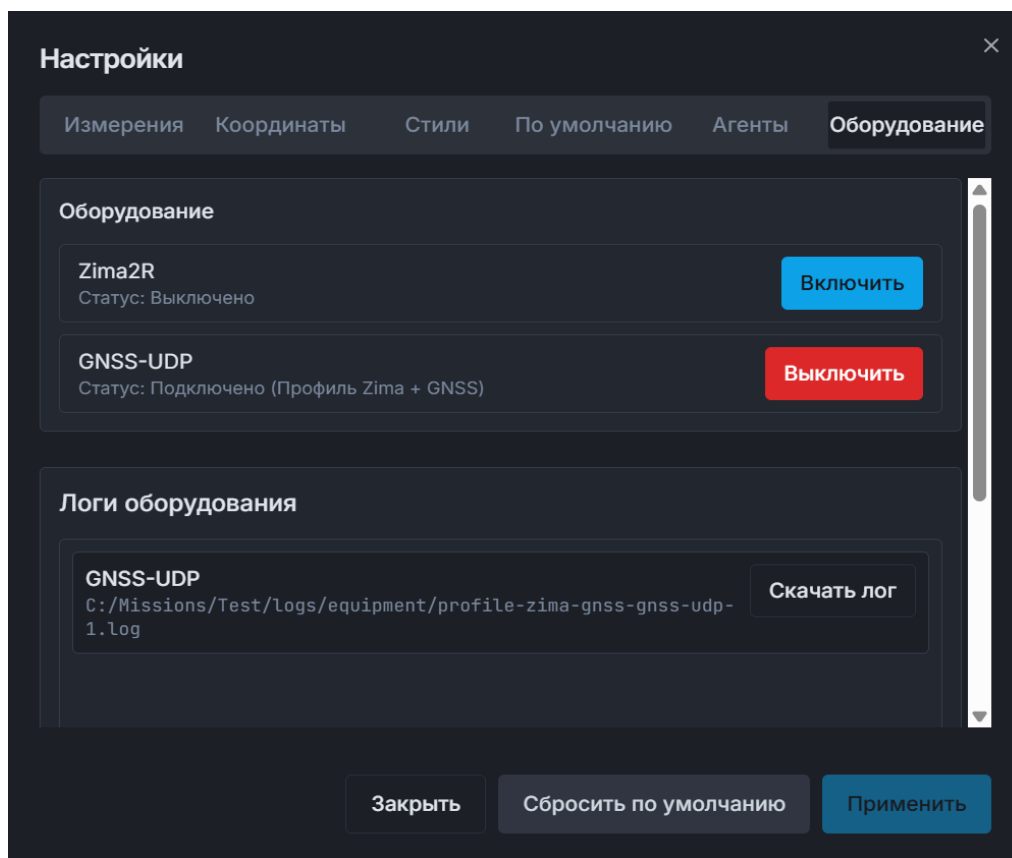 Настройки
Измерения Координаты Стили По умолчанию Агенты Оборудование
Оборудование
Zima2R
Статус: Выключено
Включить
GNSS-UDP
Статус: Подключено (Профиль Zima + GNSS)
Выключить
Логи оборудования
GNSS-UDP
C:/Missions/Test/logs/equipment/profile-zima-gnss-gnss-udp-
1.log
Скачать лог
Закрыть Сбросить по умолчанию Применить